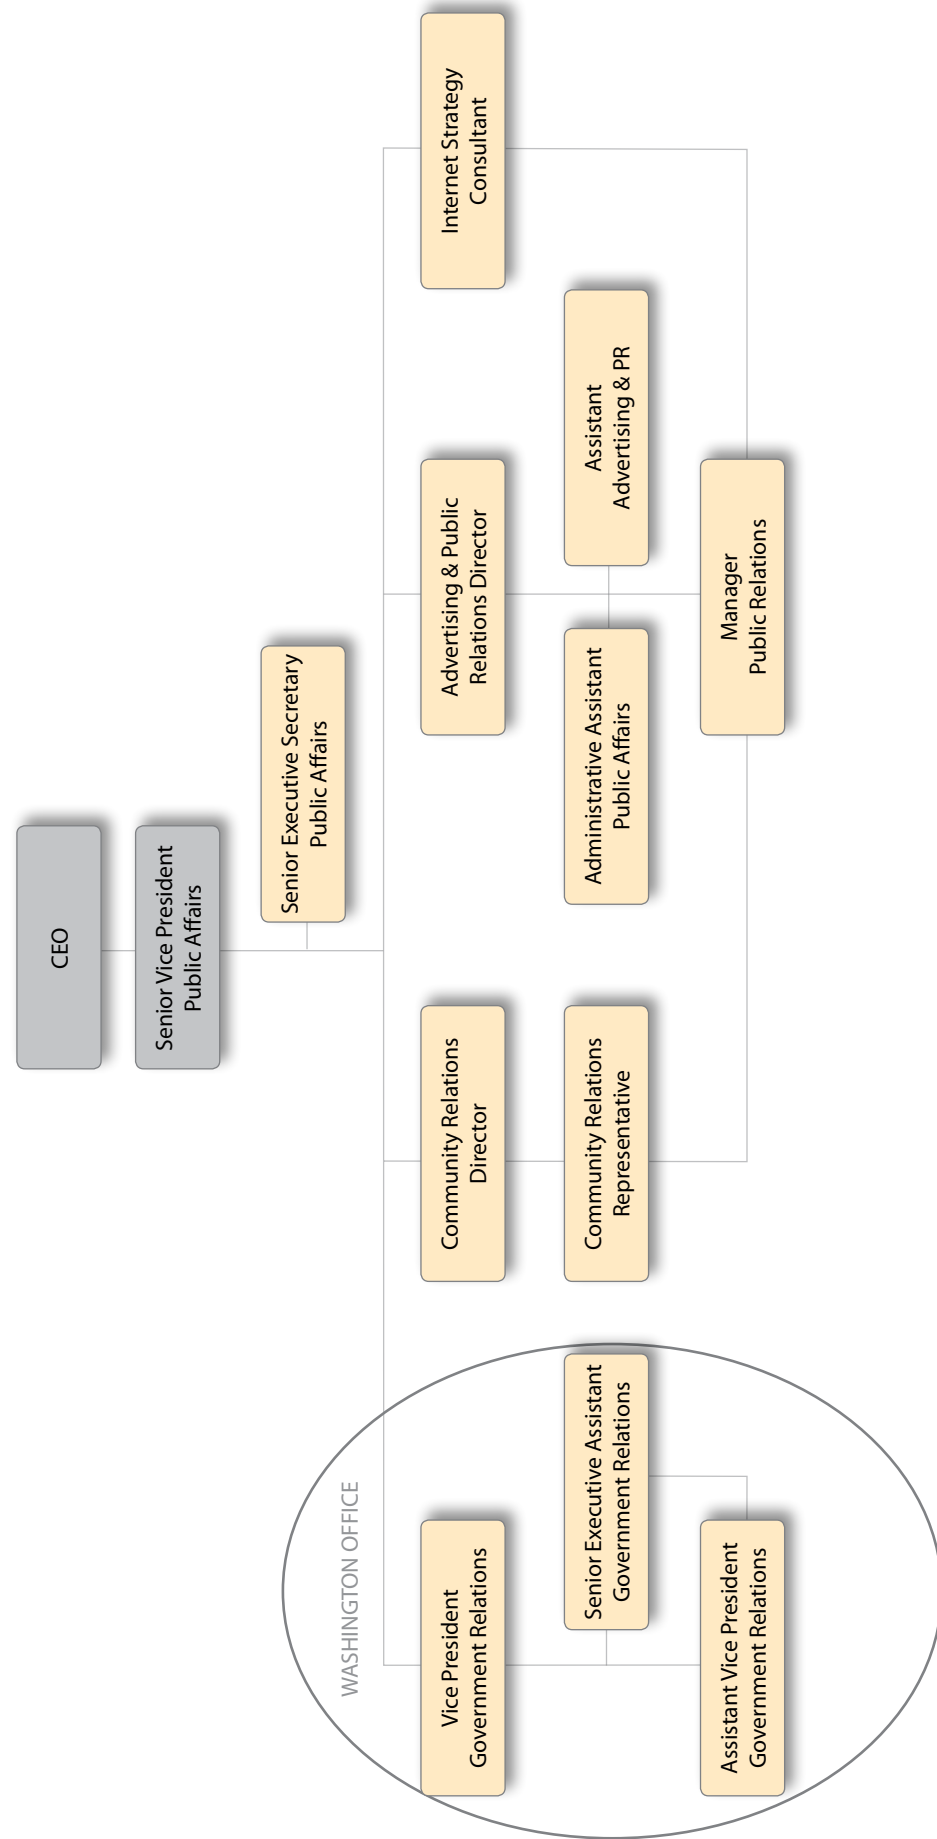 CEO
Senior Vice President
Public Affairs
Senior Executive Secretary
Public Affairs
WASHINGTON OFFICE
Vice President
Government Relations
Community Relations
Director
Advertising & Public
Relations Director
Internet Strategy
Consultant
Senior Executive Assistant
Government Relations
Community Relations
Representative
Administrative Assistant
Public Affairs
Assistant
Advertising & PR
Assistant Vice President
Government Relations
Manager
Public Relations